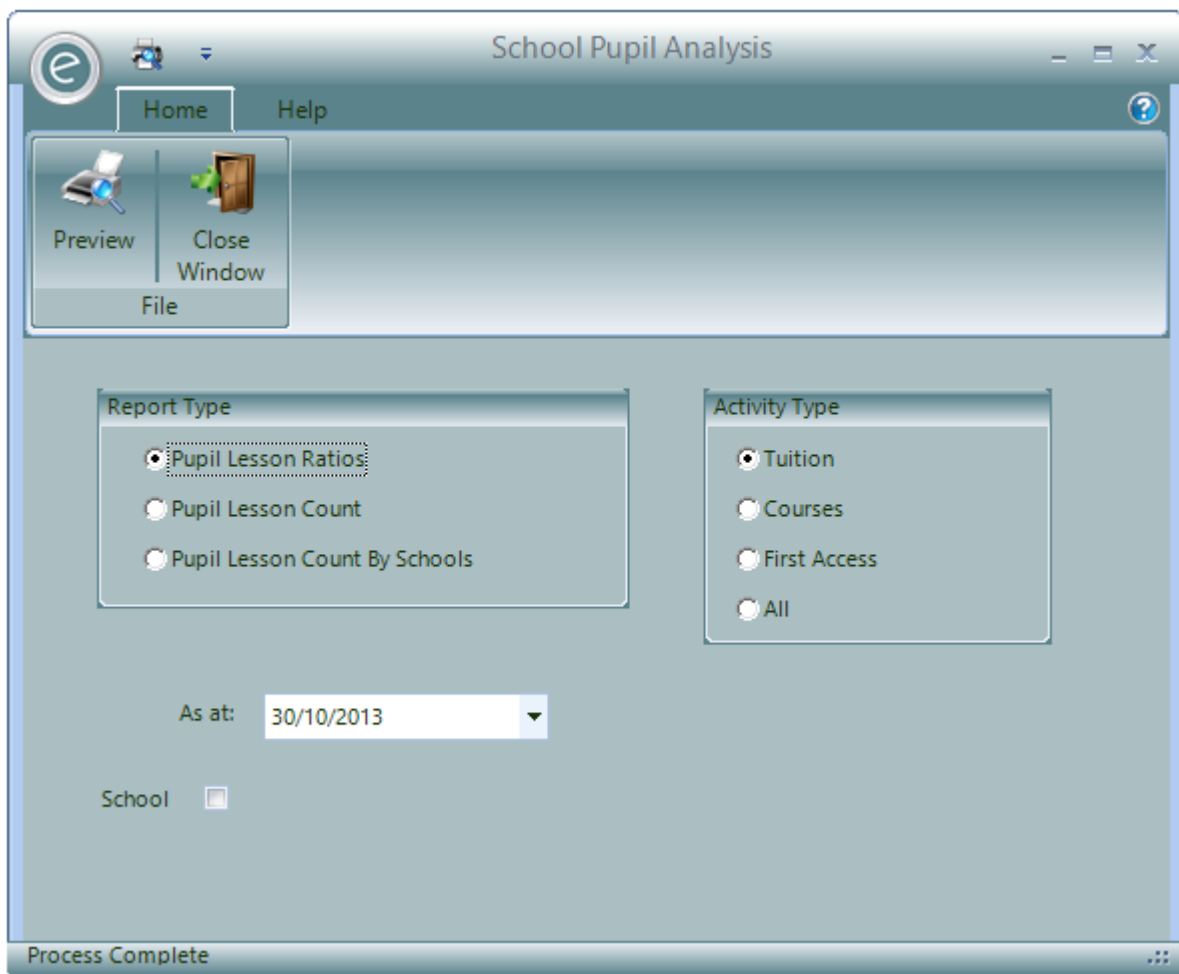 e
School Pupil Analysis
Home
Help
?
Preview
Close
Window
File
Report Type
Activity Type
Pupil Lesson Ratios
Tuition
Pupil Lesson Count
Courses
Pupil Lesson Count By Schools
First Access
All
As at:
30/10/2013
School
Process Complete